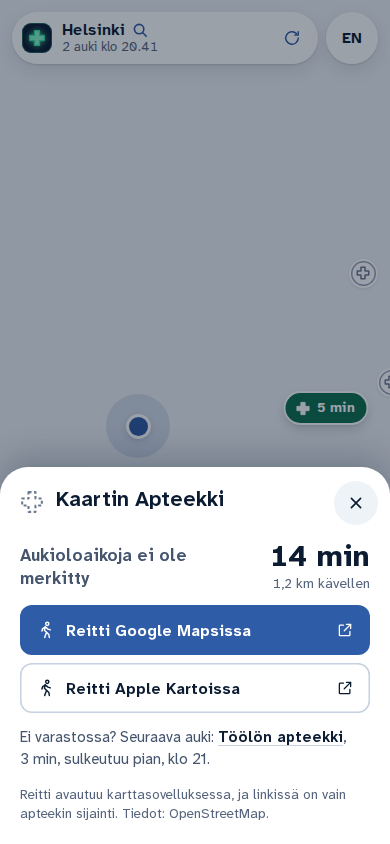 Helsinki
2 auki klo 20.41
EN
5 min
Kaartin Apteekki
Aukioloaikoja ei ole
merkitty
14 min
1,2 km kävellen
Reitti Google Mapsissa
Reitti Apple Kartoissa
Ei varastossa? Seuraava auki: Töölön apteekki,
3 min, sulkeutuu pian, klo 21.
Reitti avautuu karttasovelluksessa, ja linkissä on vain
apteekin sijainti. Tiedot: OpenStreetMap.